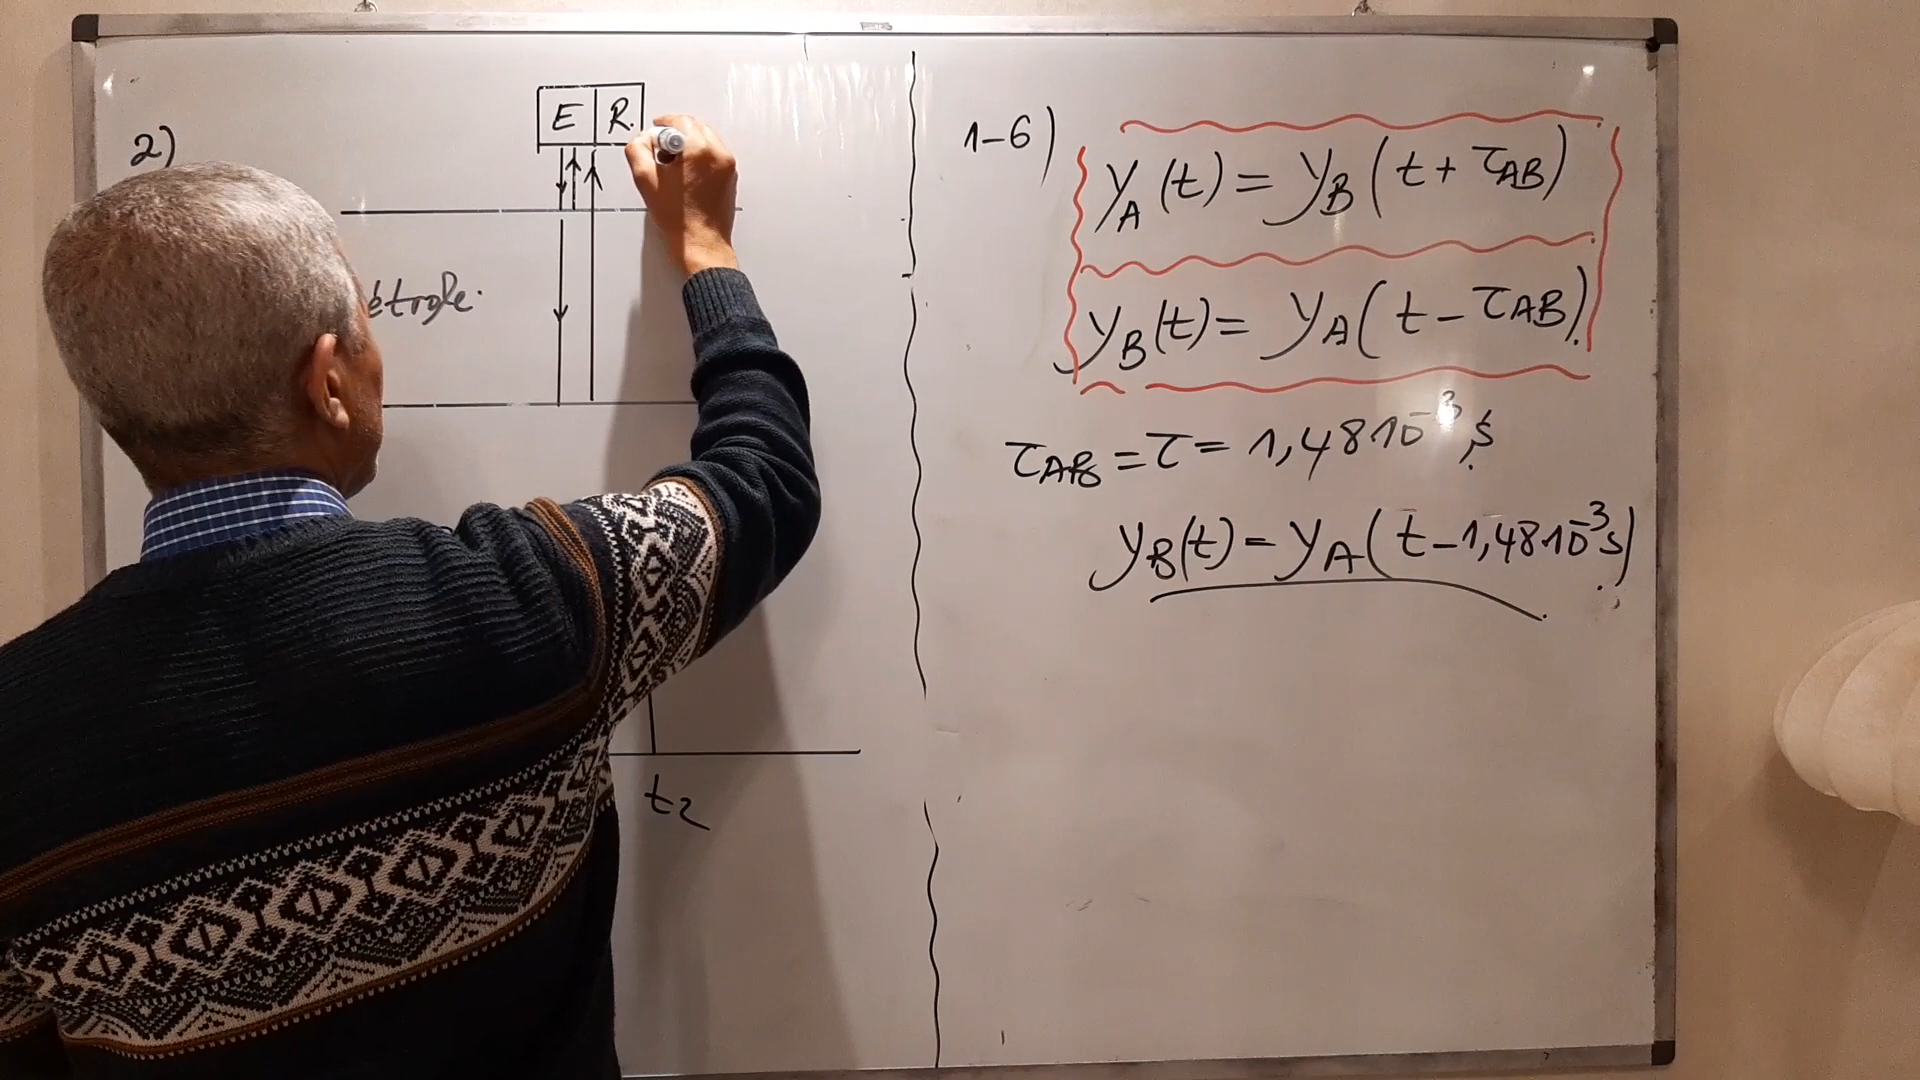 2)
E R.
étrole.
t2
1-6)
yA(t) = yB(t + τAB)
yB(t) = yA(t - τAB).
τAB = τ = 1,48 10⁻³ s.
yB(t) = yA(t - 1,48 10⁻³ s).